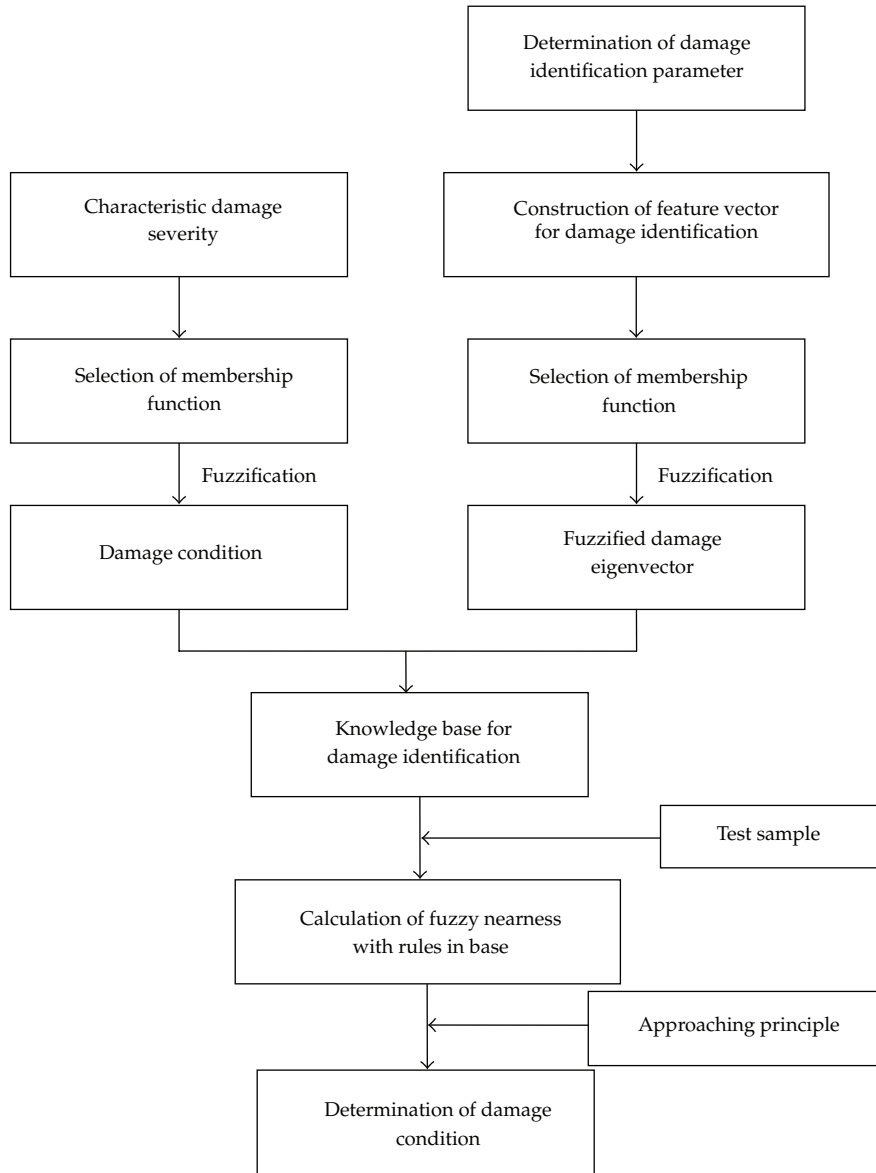 Determination of damage
identification parameter
Characteristic damage
severity
Construction of feature vector
for damage identification
Selection of membership
function
Selection of membership
function
Fuzzification
Fuzzification
Damage condition
Fuzzified damage
eigenvector
Knowledge base for
damage identification
Test sample
Calculation of fuzzy nearness
with rules in base
Approaching principle
Determination of damage
condition